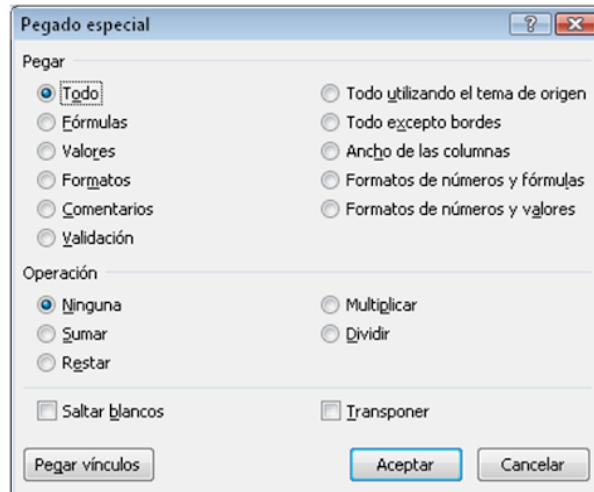 Pegado especial
Pegar
Todo
Todo utilizando el tema de origen
Fórmulas
Todo excepto bordes
Valores
Ancho de las columnas
Formatos
Formatos de números y fórmulas
Comentarios
Formatos de números y valores
Validación
Operación
Ninguna
Multiplicar
Sumar
Dividir
Restar
Saltar blancos
Transponer
Pegar vínculos
Aceptar
Cancelar